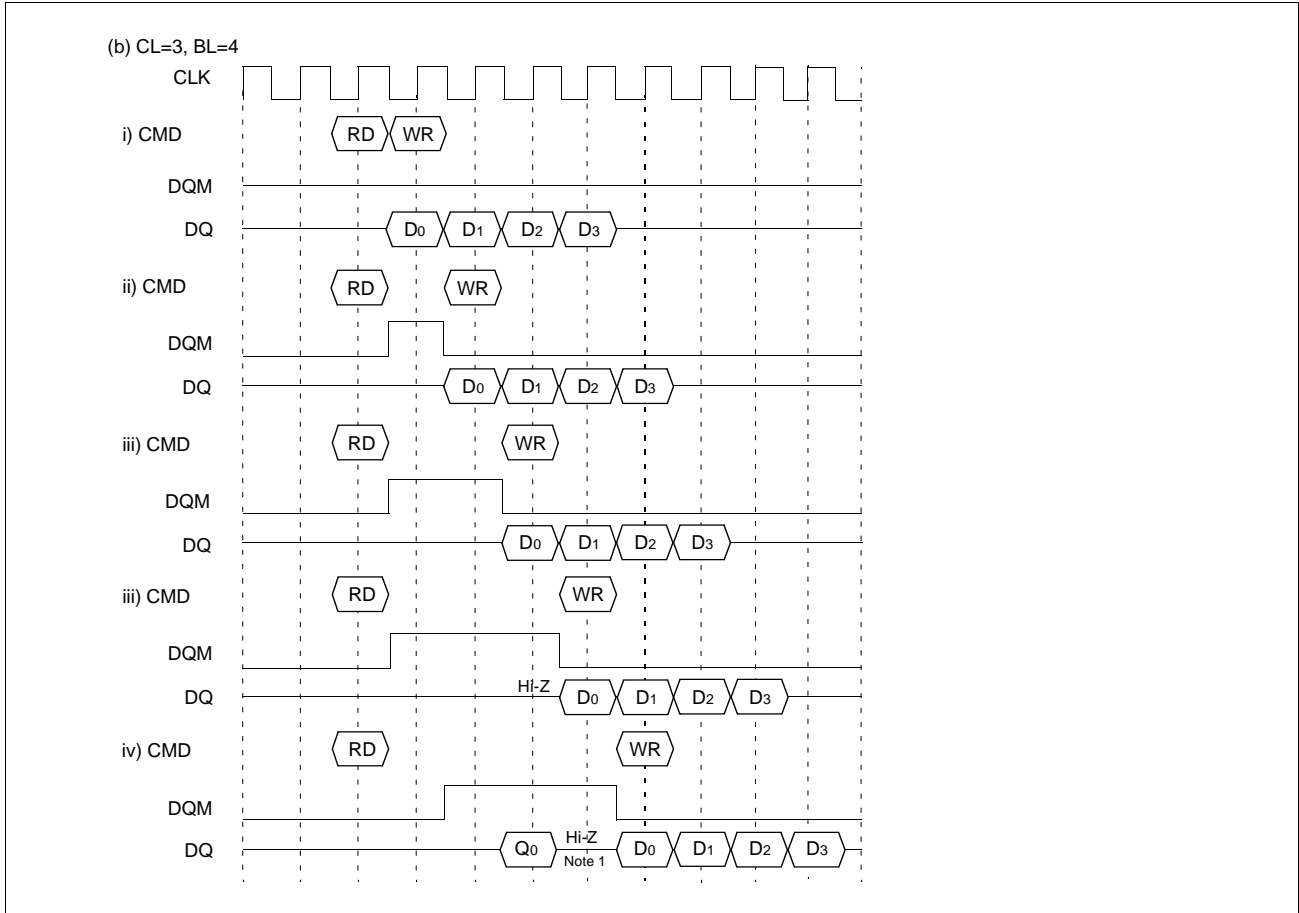 (b) CL=3, BL=4
CLK
i) CMD RD WR
DQM
DQ D0 D1 D2 D3
ii) CMD RD WR
DQM
DQ D0 D1 D2 D3
iii) CMD RD WR
DQM
DQ D0 D1 D2 D3
iii) CMD RD WR
DQM
DQ Hi-Z D0 D1 D2 D3
iv) CMD RD WR
DQM
DQ Q0 Hi-Z D0 D1 D2 D3
Note 1